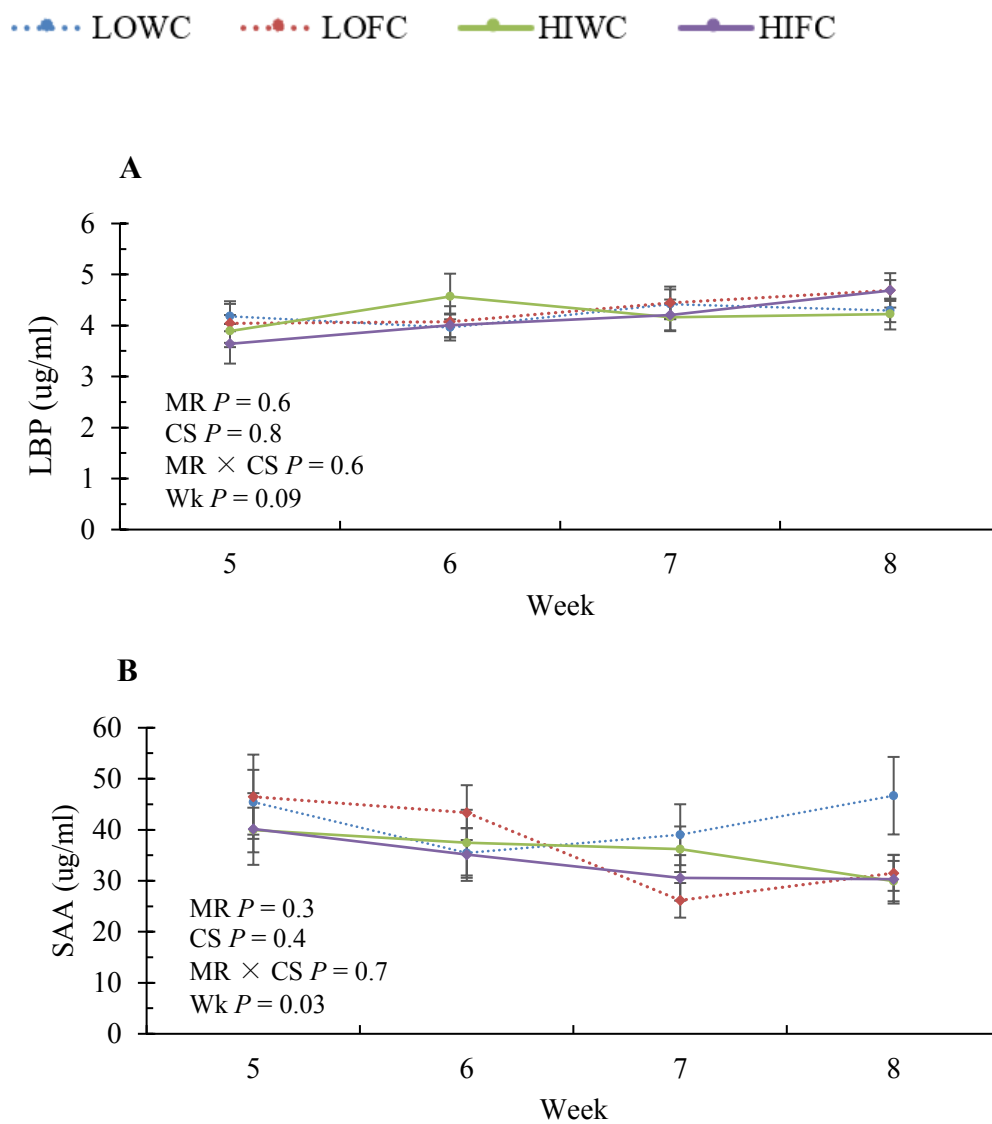 LOWC LOFC HIWC HIFC
A
6
5
4
3
2
1
0
LBP (ug/ml)
MR P = 0.6
CS P = 0.8
MR × CS P = 0.6
Wk P = 0.09
5 6 7 8
Week
B
60
50
40
30
20
10
0
SAA (ug/ml)
MR P = 0.3
CS P = 0.4
MR × CS P = 0.7
Wk P = 0.03
5 6 7 8
Week